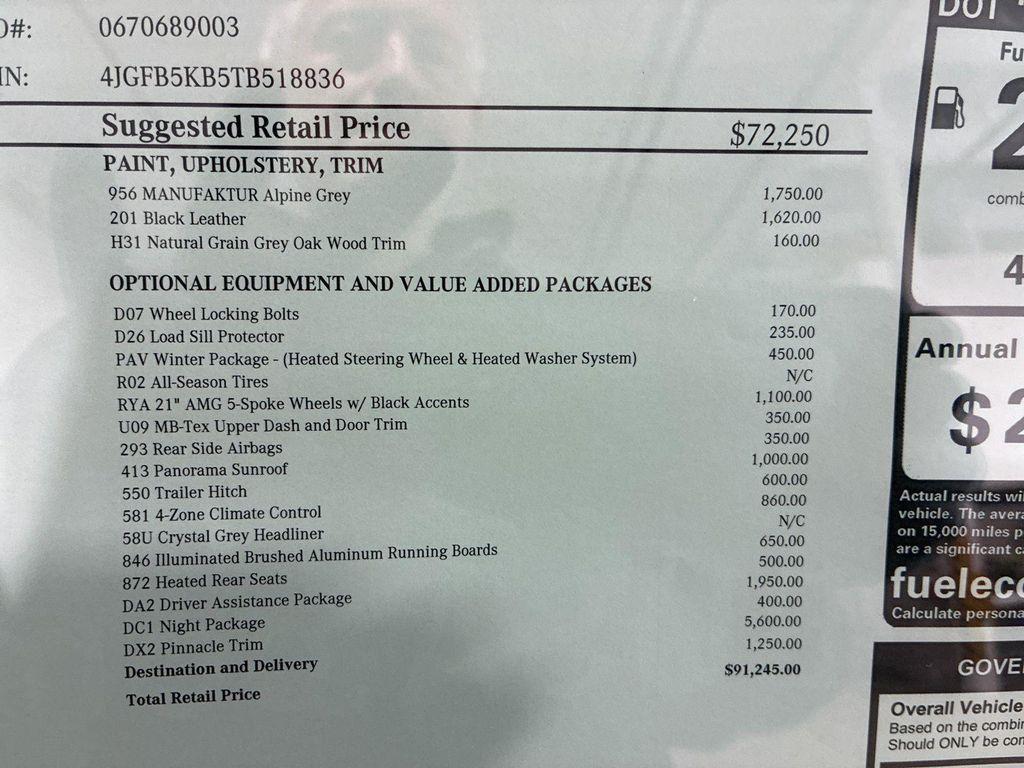 O#: 0670689003
IN: 4JGFB5KB5TB518836
Suggested Retail Price $72,250
PAINT, UPHOLSTERY, TRIM
956 MANUFAKTUR Alpine Grey 1,750.00
201 Black Leather 1,620.00
H31 Natural Grain Grey Oak Wood Trim 160.00
OPTIONAL EQUIPMENT AND VALUE ADDED PACKAGES
D07 Wheel Locking Bolts 170.00
D26 Load Sill Protector 235.00
PAV Winter Package - (Heated Steering Wheel & Heated Washer System) 450.00
R02 All-Season Tires N/C
RYA 21" AMG 5-Spoke Wheels w/ Black Accents 1,100.00
U09 MB-Tex Upper Dash and Door Trim 350.00
293 Rear Side Airbags 350.00
413 Panorama Sunroof 1,000.00
550 Trailer Hitch 600.00
581 4-Zone Climate Control 860.00
58U Crystal Grey Headliner N/C
846 Illuminated Brushed Aluminum Running Boards 650.00
872 Heated Rear Seats 500.00
DA2 Driver Assistance Package 1,950.00
DC1 Night Package 400.00
DX2 Pinnacle Trim 5,600.00
Destination and Delivery 1,250.00
Total Retail Price $91,245.00
DOT
Fu
2
comb
4
Annual
$2
Actual results wi
vehicle. The avera
on 15,000 miles p
are a significant c
fueleco
Calculate persona
GOVE
Overall Vehicle
Based on the combin
Should ONLY be com